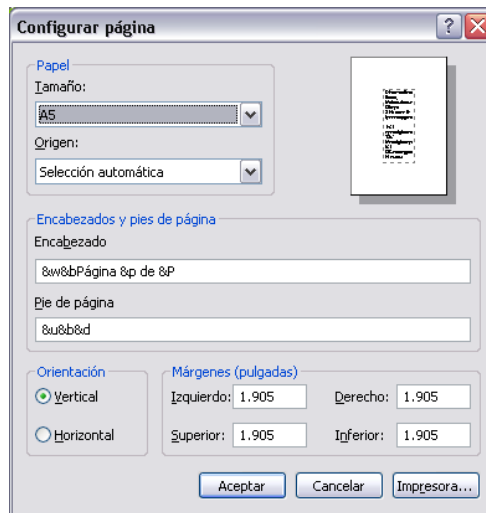 Configurar página
Papel
Tamaño:
A5
Origen:
Selección automática
Encabezados y pies de página
Encabezado
&w&bPágina &p de &P
Pie de página
&u&b&d
Orientación
Vertical
Horizontal
Márgenes (pulgadas)
Izquierdo: 1.905 Derecho: 1.905
Superior: 1.905 Inferior: 1.905
Aceptar Cancelar Impresora...